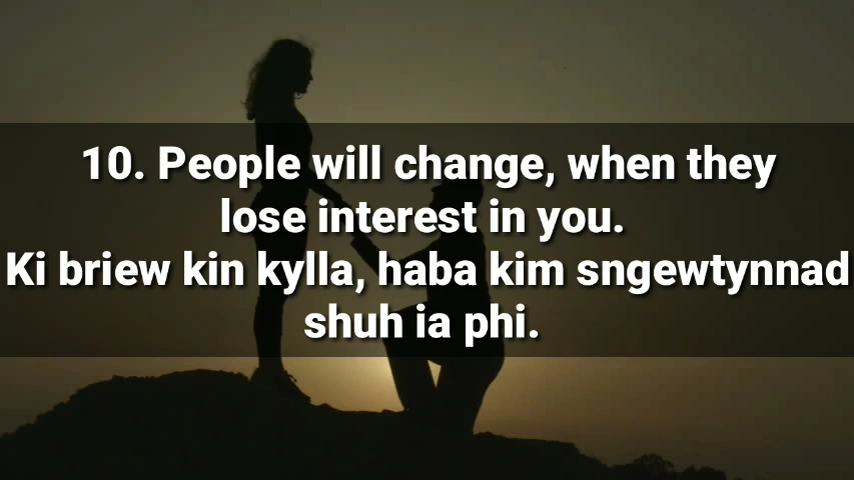 10. People will change, when they
lose interest in you.
Ki briew kin kylla, haba kim sngewtynnad
shuh ia phi.